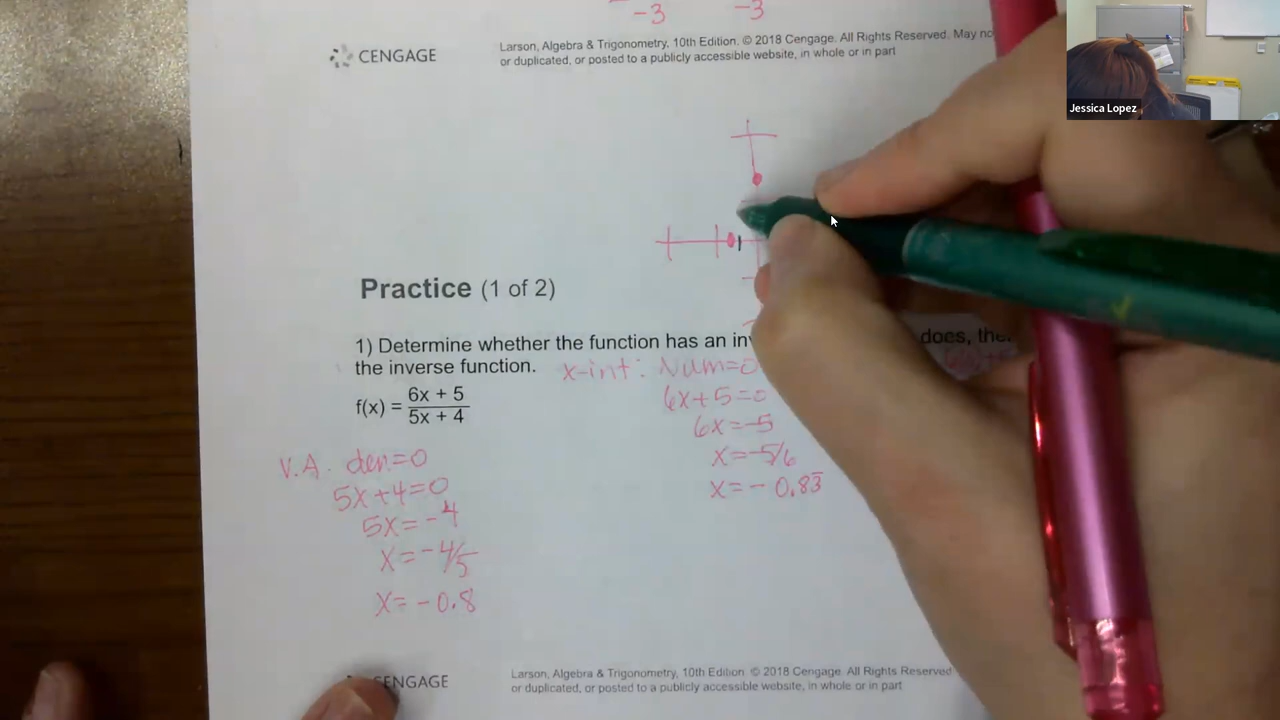 -3 -3
CENGAGE
Larson, Algebra & Trigonometry, 10th Edition. © 2018 Cengage. All Rights Reserved. May no
or duplicated, or posted to a publicly accessible website, in whole or in part
Jessica Lopez
Practice (1 of 2)
1) Determine whether the function has an inv does, the
the inverse function.
x-int: Num=0
f(x) = 6x + 5
5x + 4
6x+5=0
6x=-5
x=-5/6
x=-0.83̅
V.A. den=0
5x+4=0
5x=-4
x=-4/5
x=-0.8
CENGAGE
Larson, Algebra & Trigonometry, 10th Edition. © 2018 Cengage. All Rights Reserved
or duplicated, or posted to a publicly accessible website, in whole or in part